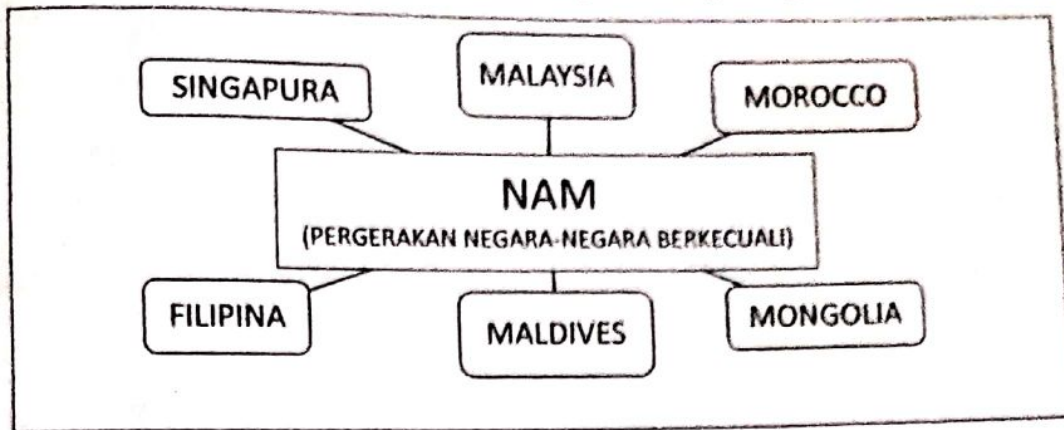 SINGAPURA
MALAYSIA
MOROCCO
NAM
(PERGERAKAN NEGARA-NEGARA BERKECUALI)
FILIPINA
MALDIVES
MONGOLIA